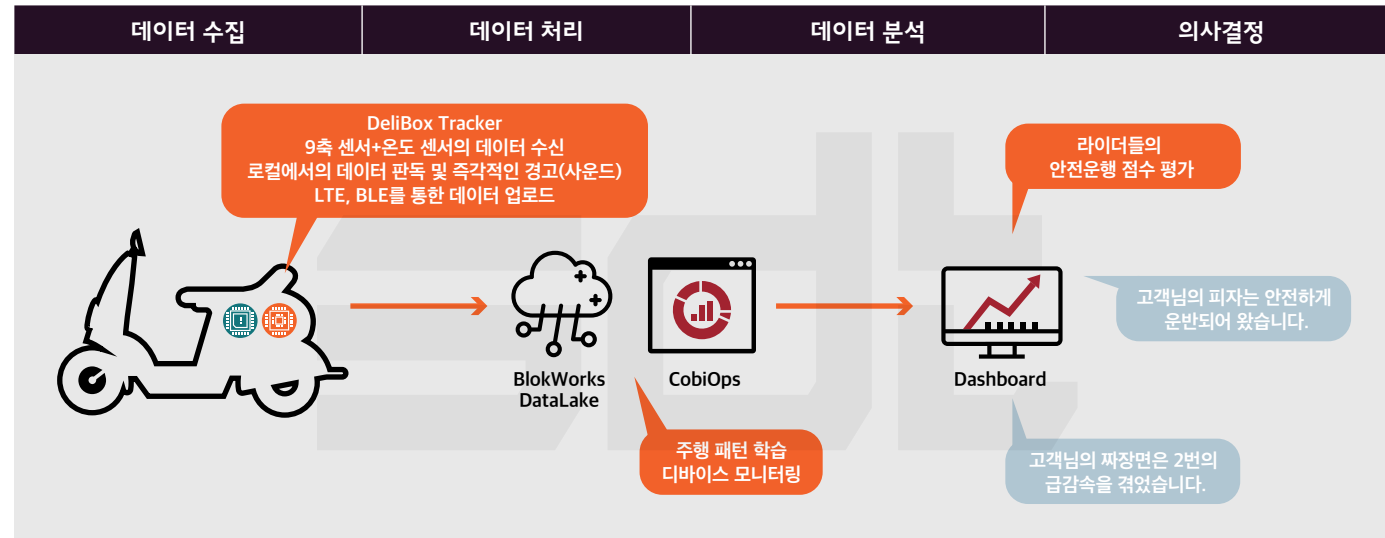 데이터 수집
데이터 처리
데이터 분석
의사결정
DeliBox Tracker
9축 센서+온도 센서의 데이터 수신
로컬에서의 데이터 판독 및 즉각적인 경고(사운드)
LTE, BLE를 통한 데이터 업로드
라이더들의
안전운행 점수 평가
고객님의 피자는 안전하게
운반되어 왔습니다.
BlokWorks
DataLake
CobiOps
Dashboard
주행 패턴 학습
디바이스 모니터링
고객님의 짜장면은 2번의
급감속을 겪었습니다.
sdt